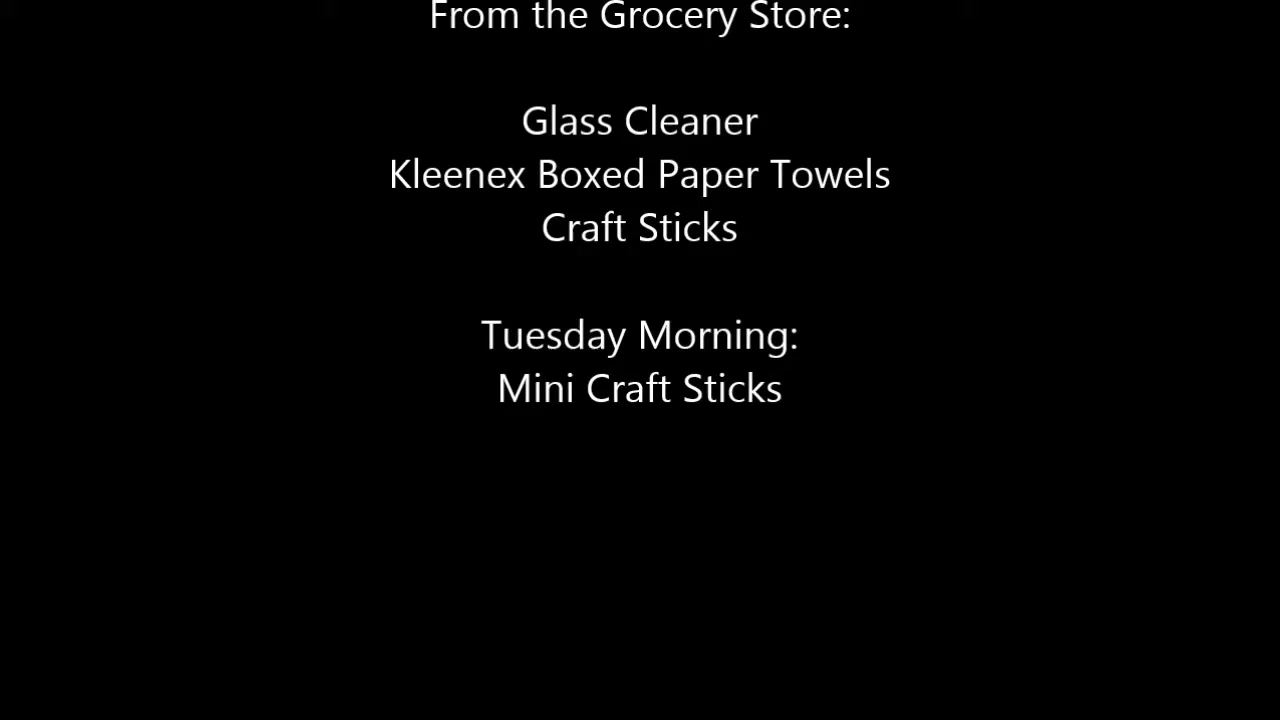 From the Grocery Store:
Glass Cleaner
Kleenex Boxed Paper Towels
Craft Sticks
Tuesday Morning:
Mini Craft Sticks